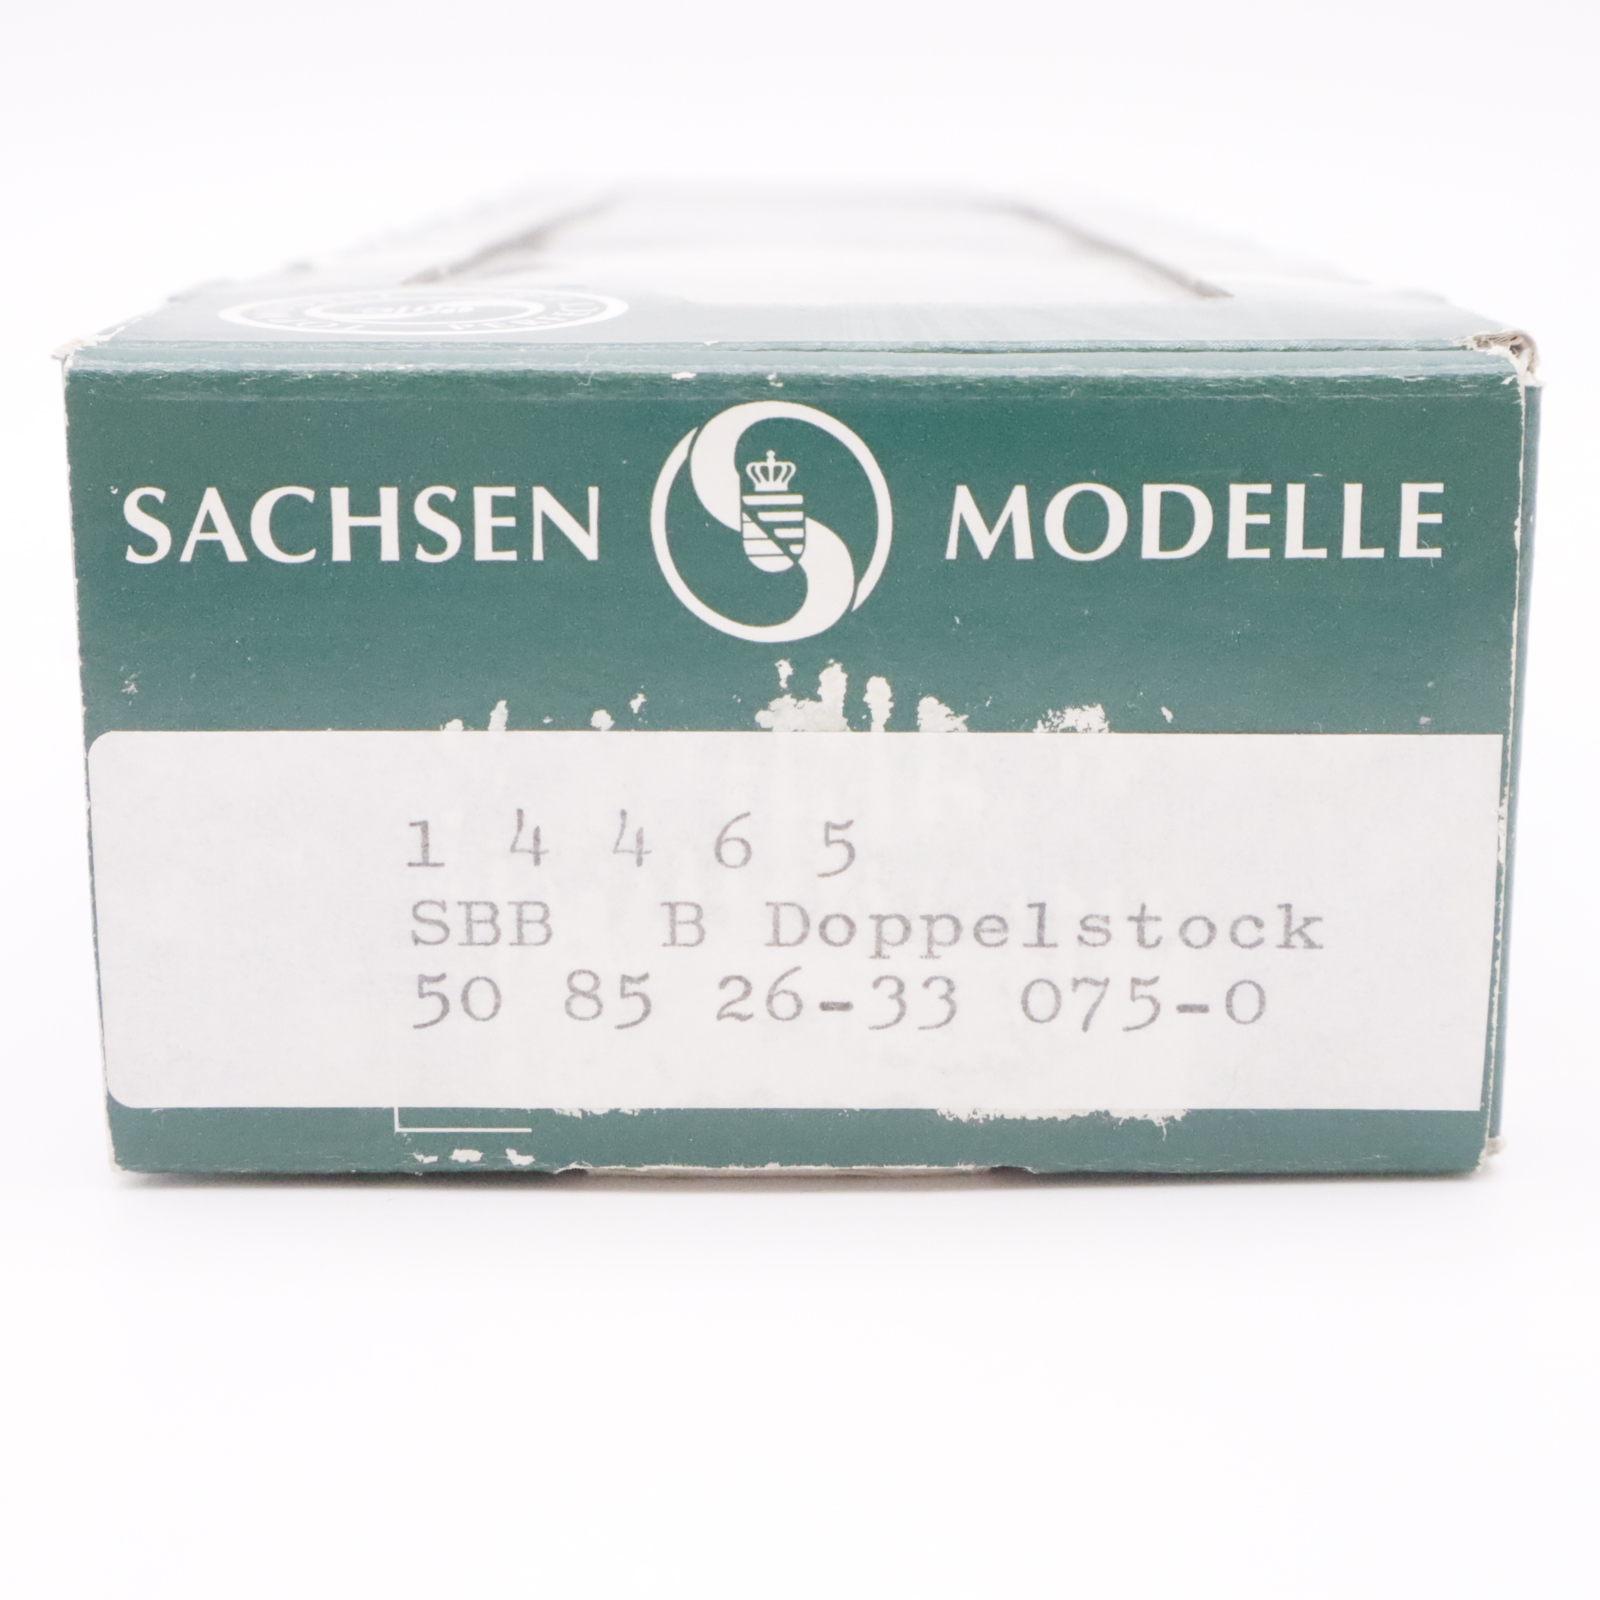 SACHSEN MODELLE
1 4 4 6 5
SBB B Doppelstock
50 85 26-33 075-0